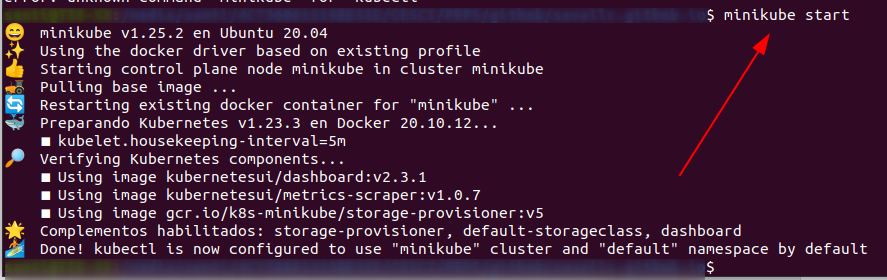 error: unknown command "minikube" for "kubectl"
$ minikube start
minikube v1.25.2 en Ubuntu 20.04
Using the docker driver based on existing profile
Starting control plane node minikube in cluster minikube
Pulling base image ...
Restarting existing docker container for "minikube" ...
Preparando Kubernetes v1.23.3 en Docker 20.10.12...
■ kubelet.housekeeping-interval=5m
Verifying Kubernetes components...
■ Using image kubernetesui/dashboard:v2.3.1
■ Using image kubernetesui/metrics-scraper:v1.0.7
■ Using image gcr.io/k8s-minikube/storage-provisioner:v5
Complementos habilitados: storage-provisioner, default-storageclass, dashboard
Done! kubectl is now configured to use "minikube" cluster and "default" namespace by default
$